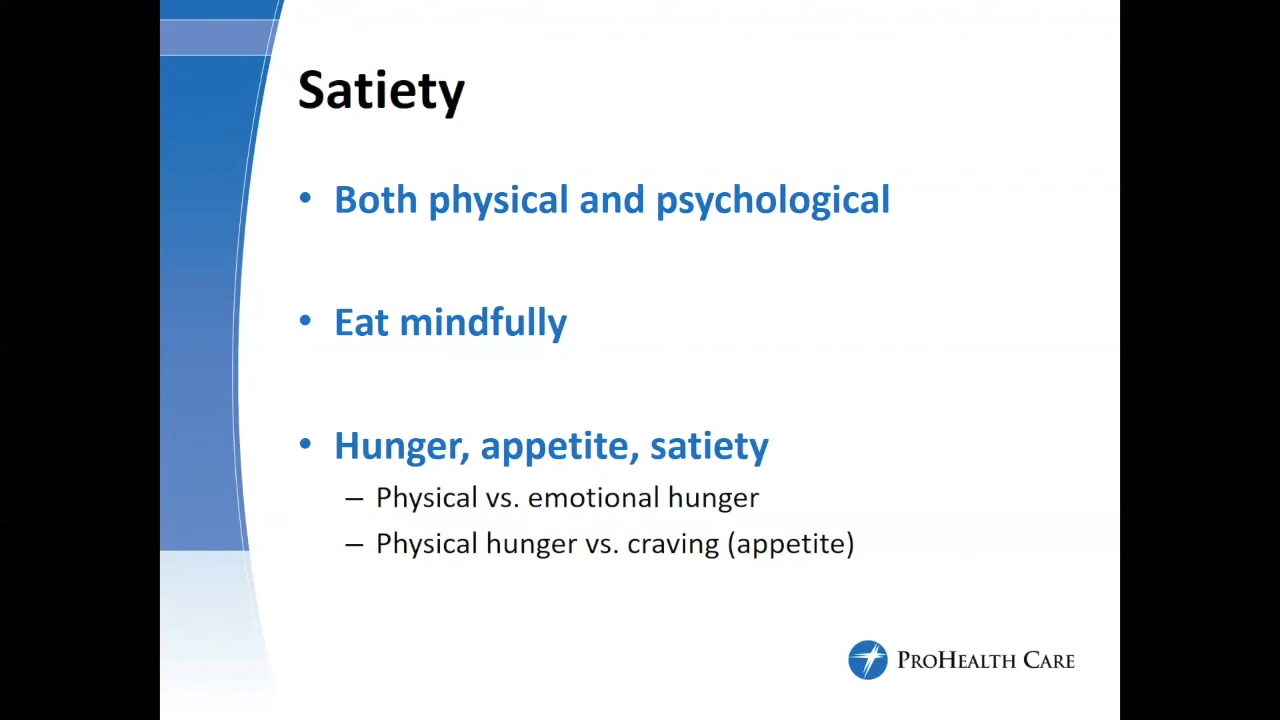 Satiety
• Both physical and psychological
• Eat mindfully
• Hunger, appetite, satiety
– Physical vs. emotional hunger
– Physical hunger vs. craving (appetite)
PROHEALTH CARE